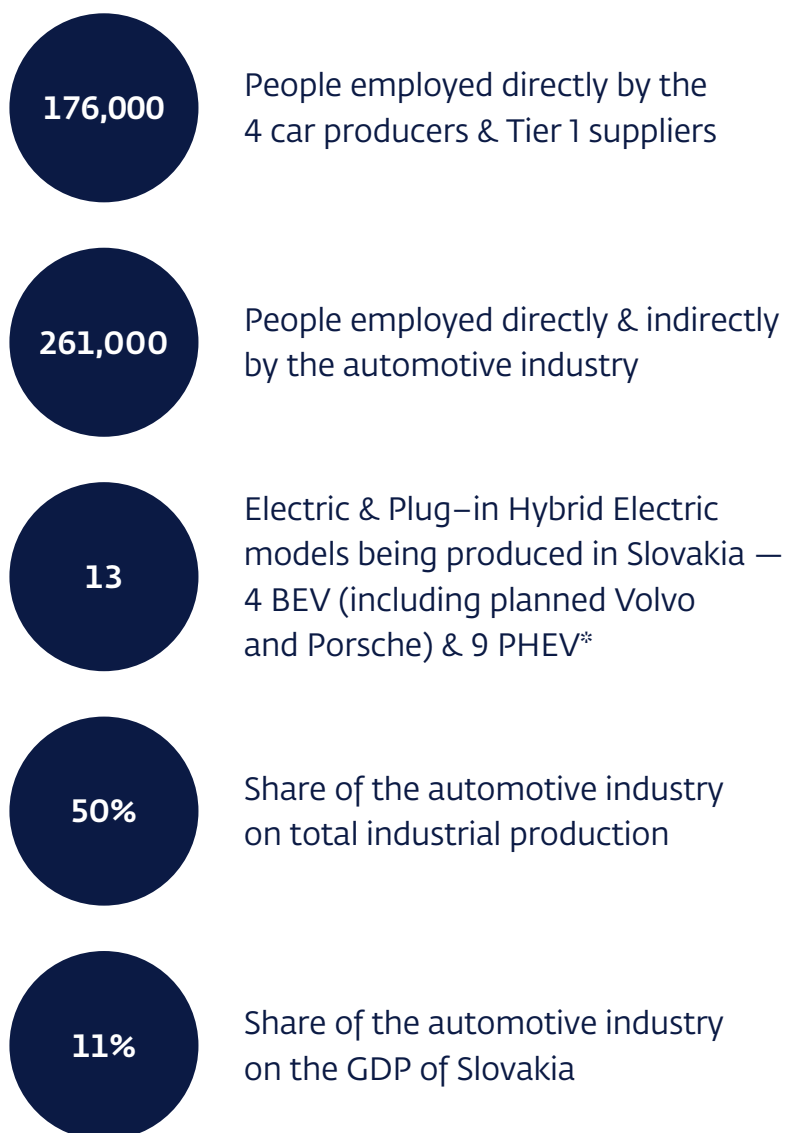 176,000
People employed directly by the
4 car producers & Tier 1 suppliers
261,000
People employed directly & indirectly
by the automotive industry
13
Electric & Plug–in Hybrid Electric
models being produced in Slovakia —
4 BEV (including planned Volvo
and Porsche) & 9 PHEV*
50%
Share of the automotive industry
on total industrial production
11%
Share of the automotive industry
on the GDP of Slovakia